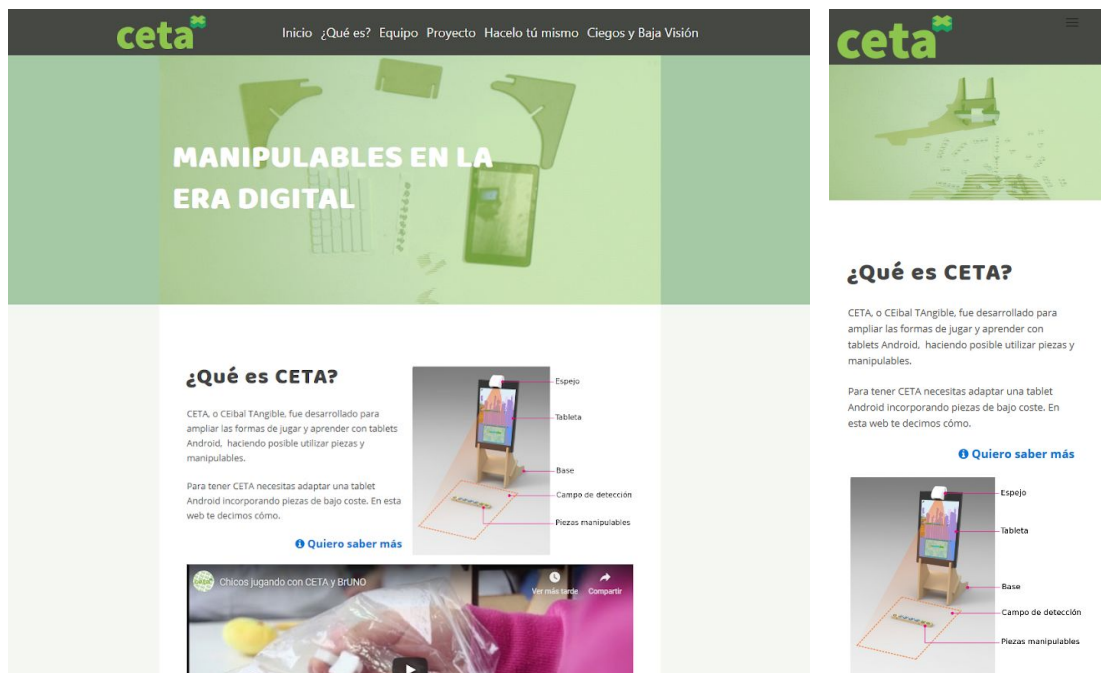 ceta
Inicio ¿Qué es? Equipo Proyecto Hacelo tú mismo Ciegos y Baja Visión
MANIPULABLES EN LA
ERA DIGITAL
¿Qué es CETA?
CETA, o CEibal TAngible, fue desarrollado para
ampliar las formas de jugar y aprender con tablets
Android, haciendo posible utilizar piezas y
manipulables.
Para tener CETA necesitas adaptar una tablet
Android incorporando piezas de bajo coste. En esta
web te decimos cómo.
Quiero saber más
Espejo
Tableta
Base
Campo de detección
Piezas manipulables
Chicos jugando con CETA y BrUNO
Ver más tarde
Compartir
ceta
¿Qué es CETA?
CETA, o CEibal TAngible, fue desarrollado para
ampliar las formas de jugar y aprender con
tablets Android, haciendo posible utilizar piezas y
manipulables.
Para tener CETA necesitas adaptar una tablet
Android incorporando piezas de bajo coste. En
esta web te decimos cómo.
Quiero saber más
Espejo
Tableta
Base
Campo de detección
Piezas manipulables